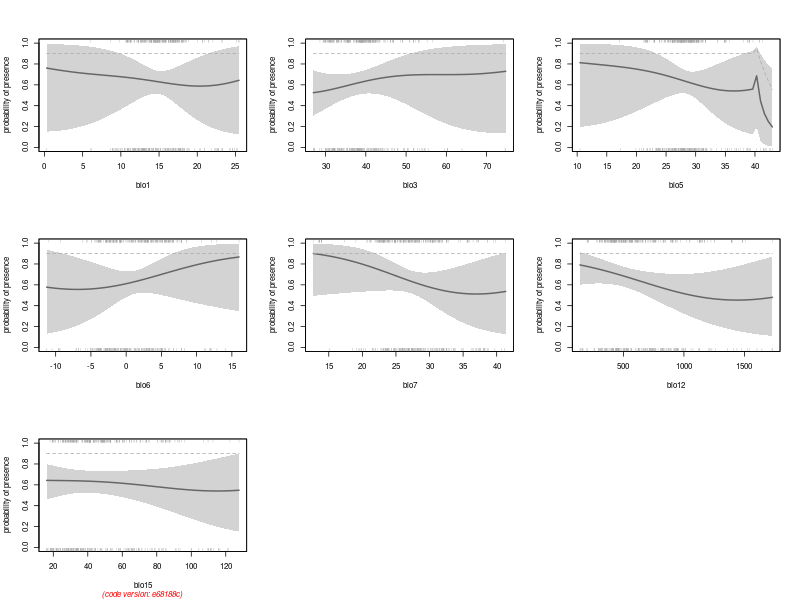 probability of presence
0.0 0.2 0.4 0.6 0.8 1.0
0 5 10 15 20 25
bio1
probability of presence
0.0 0.2 0.4 0.6 0.8 1.0
30 40 50 60 70
bio3
probability of presence
0.0 0.2 0.4 0.6 0.8 1.0
10 15 20 25 30 35 40
bio5
probability of presence
0.0 0.2 0.4 0.6 0.8 1.0
-10 -5 0 5 10 15
bio6
probability of presence
0.0 0.2 0.4 0.6 0.8 1.0
15 20 25 30 35 40
bio7
probability of presence
0.0 0.2 0.4 0.6 0.8 1.0
500 1000 1500
bio12
probability of presence
0.0 0.2 0.4 0.6 0.8 1.0
20 40 60 80 100 120
bio15
(code version: e68188c)